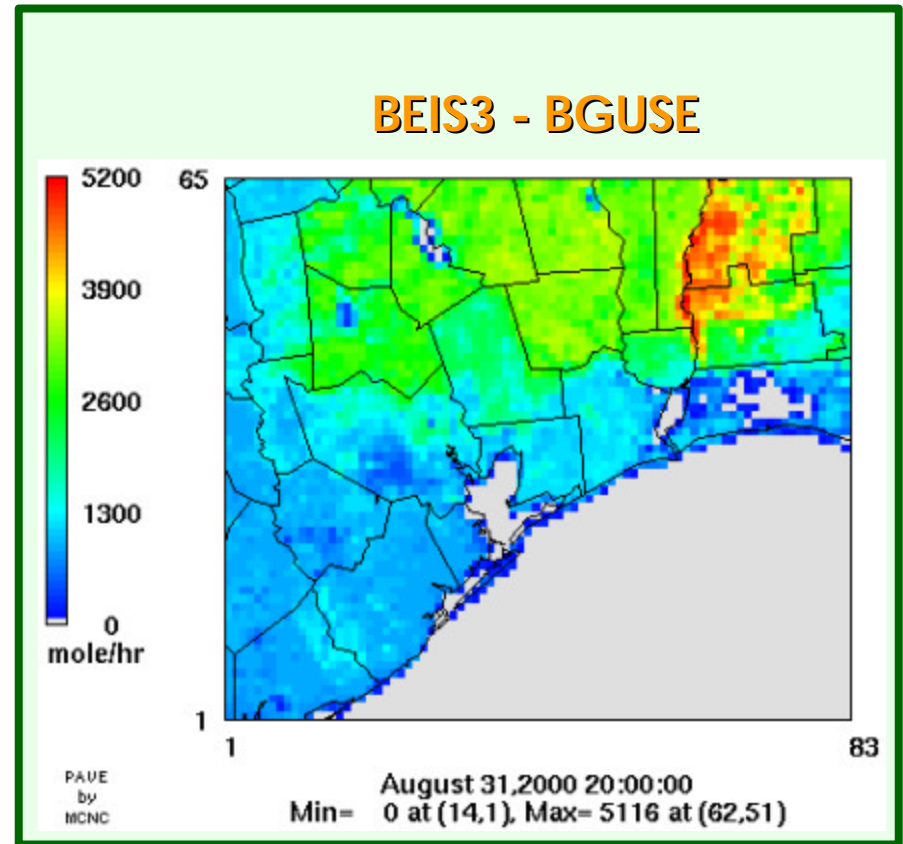 BEIS3 - BGUSE
5200
3900
2600
1300
0
mole/hr
65
1
1
83
PAVE
by
MCNC
August 31,2000 20:00:00
Min= 0 at (14,1), Max= 5116 at (62,51)